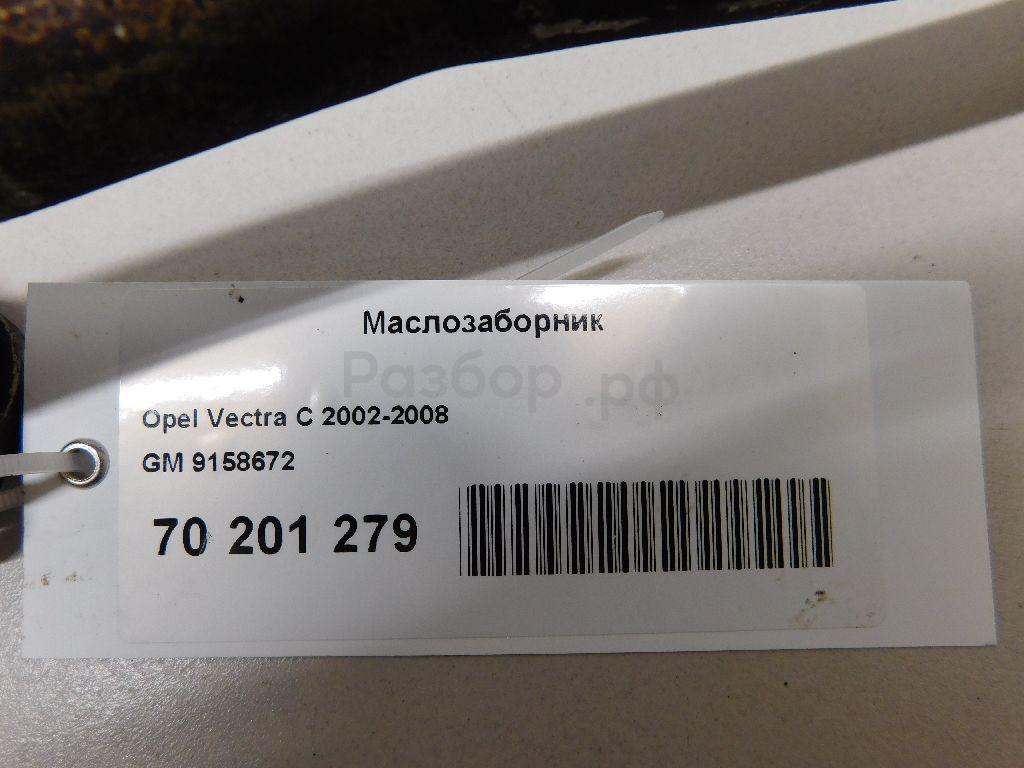 Маслозаборник
Разбор.рф
Opel Vectra C 2002-2008
GM 9158672
70 201 279